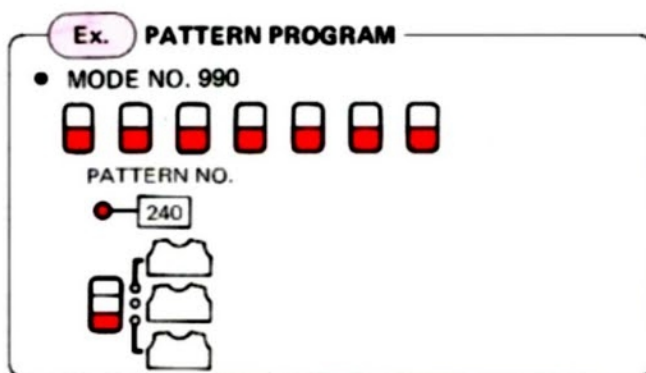 Ex. PATTERN PROGRAM
• MODE NO. 990
PATTERN NO.
240